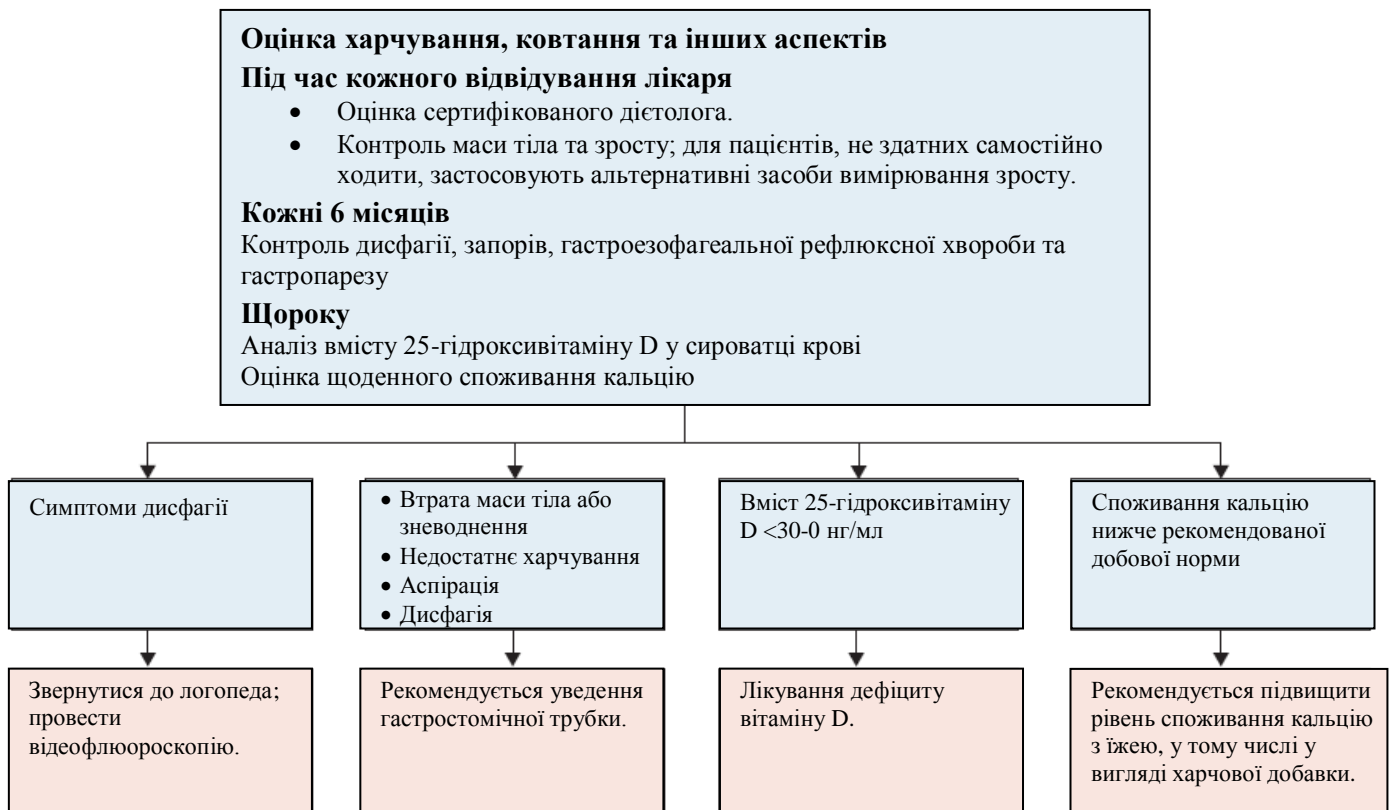 Оцінка харчування, ковтання та інших аспектів
Під час кожного відвідування лікаря
• Оцінка сертифікованого дієтолога.
• Контроль маси тіла та зросту; для пацієнтів, не здатних самостійно
ходити, застосовують альтернативні засоби вимірювання зросту.
Кожні 6 місяців
Контроль дисфагії, запорів, гастроезофагеальної рефлюксної хвороби та
гастропарезу
Щороку
Аналіз вмісту 25-гідроксивітаміну D у сироватці крові
Оцінка щоденного споживання кальцію
Симптоми дисфагії
• Втрата маси тіла або
зневоднення
• Недостатнє харчування
• Аспірація
• Дисфагія
Вміст 25-гідроксивітаміну
D <30-0 нг/мл
Споживання кальцію
нижче рекомендованої
добової норми
Звернутися до логопеда;
провести
відеофлюороскопію.
Рекомендується уведення
гастростомічної трубки.
Лікування дефіциту
вітаміну D.
Рекомендується підвищити
рівень споживання кальцію
з їжею, у тому числі у
вигляді харчової добавки.